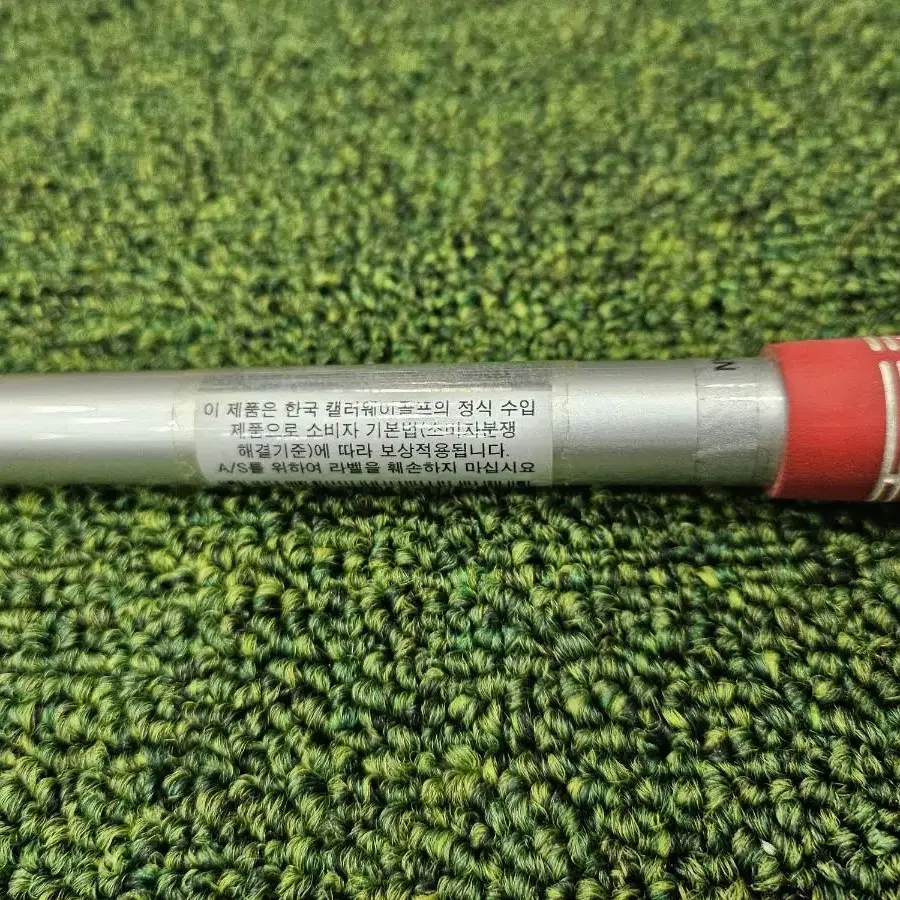 이 제품은 한국 캘러웨이골프의 정식 수입
제품으로 소비자 기본법(소비자분쟁
해결기준)에 따라 보상적용됩니다.
A/S를 위하여 라벨을 훼손하지 마십시요
N